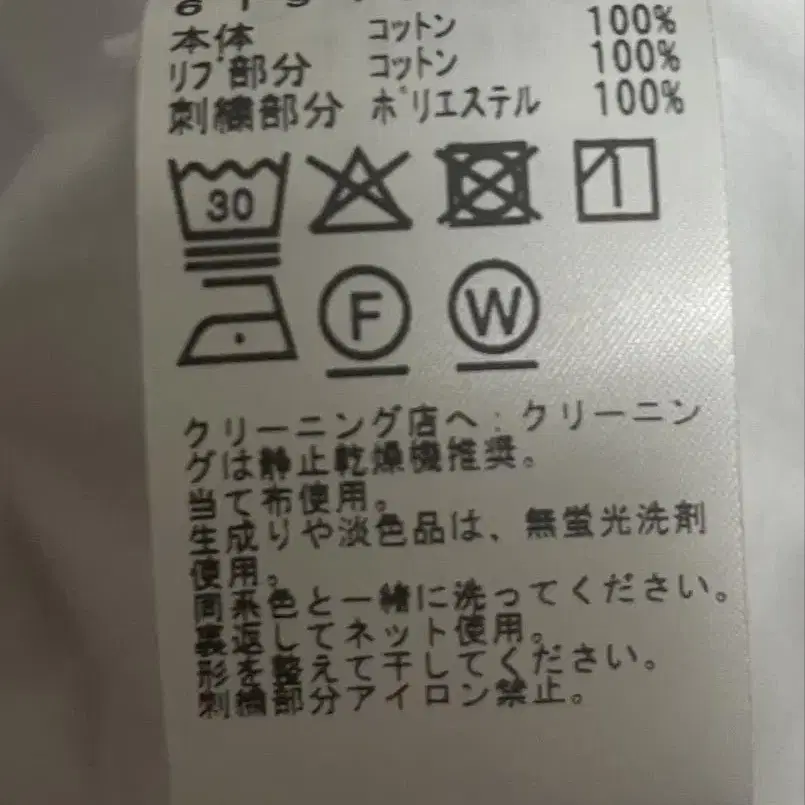 本体 コットン 100%
リブ部分 コットン 100%
刺繍部分 ポリエステル 100%
30
F W
クリーニング店へ:クリーニン
グは静止乾燥機推奨。
当て布使用。
生成りや淡色品は、無蛍光洗剤
使用。
同系色と一緒に洗ってください。
裏返してネット使用。
形を整えて干してください。
刺繍部分アイロン禁止。